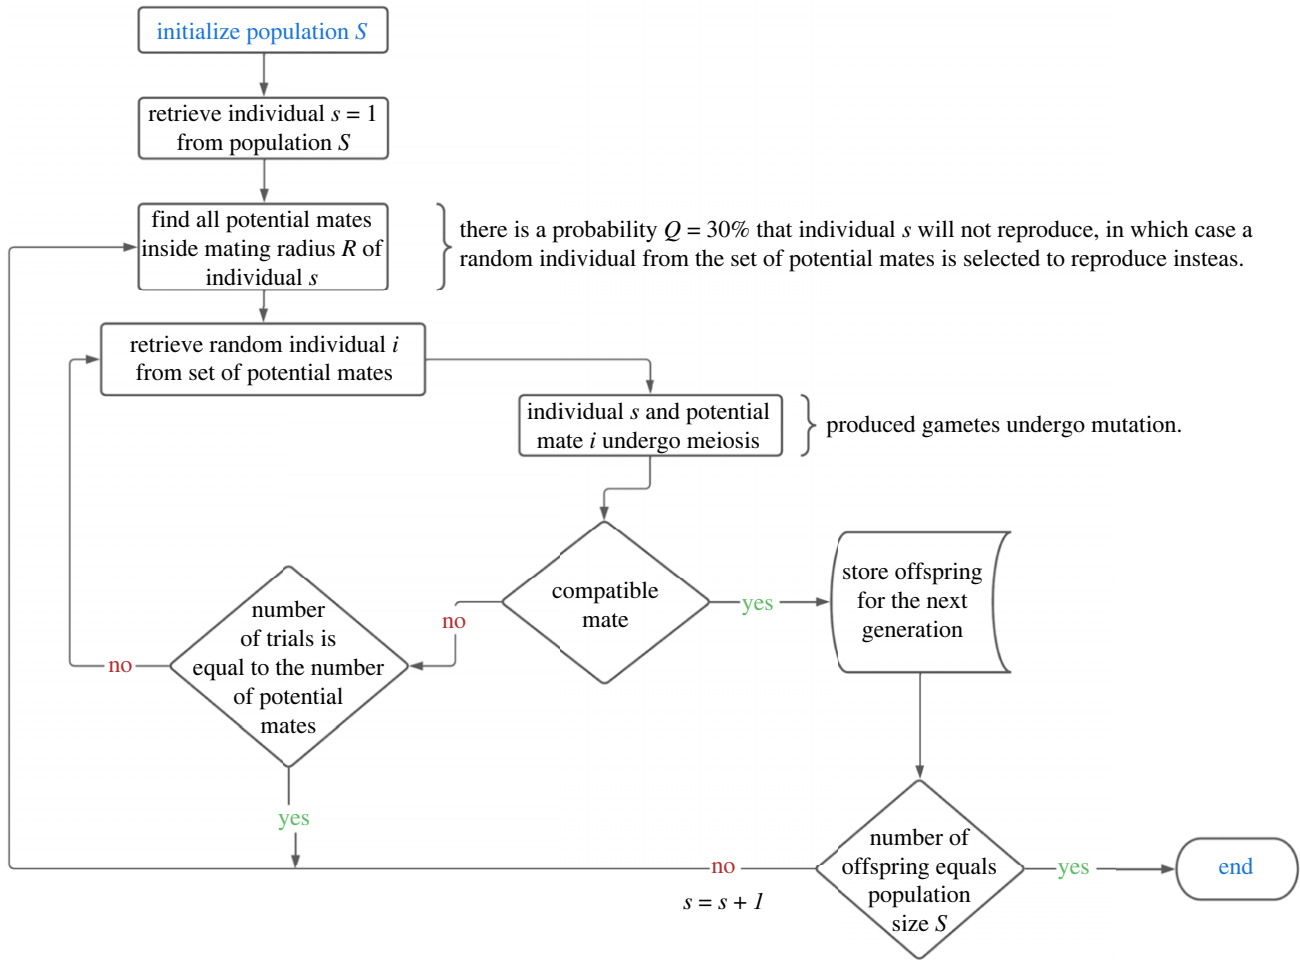 initialize population S
retrieve individual s = 1
from population S
find all potential mates
inside mating radius R of
individual s
there is a probability Q = 30% that individual s will not reproduce, in which case a
random individual from the set of potential mates is selected to reproduce insteas.
retrieve random individual i
from set of potential mates
individual s and potential
mate i undergo meiosis
produced gametes undergo mutation.
compatible
mate
yes
store offspring
for the next
generation
no
number
of trials is
equal to the number
of potential
mates
no
yes
number of
offspring equals
population
size S
no
s = s + 1
yes
end